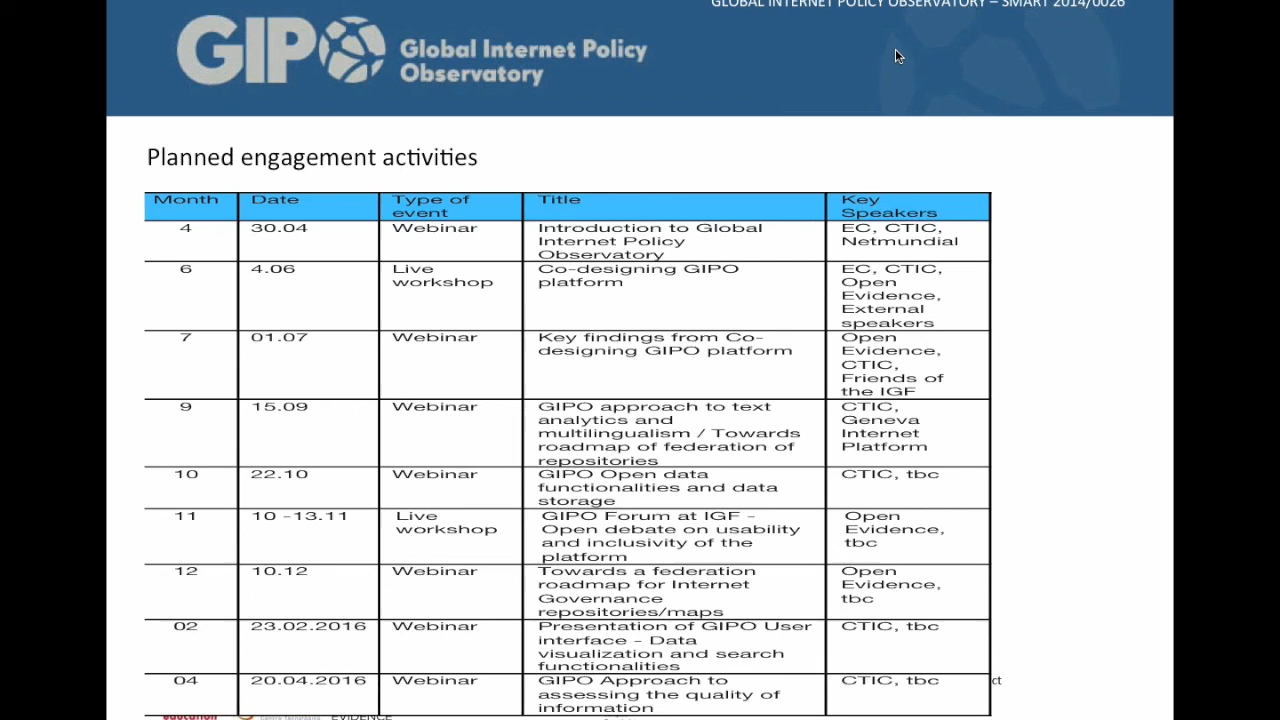 GLOBAL INTERNET POLICY OBSERVATORY – SMART 2014/0026
GIPO
Global Internet Policy
Observatory
Planned engagement activities
Month Date Type of event Title Key Speakers
4 30.04 Webinar Introduction to Global Internet Policy Observatory EC, CTIC, Netmundial
6 4.06 Live workshop Co-designing GIPO platform EC, CTIC, Open Evidence, External speakers
7 01.07 Webinar Key findings from Co-designing GIPO platform Open Evidence, CTIC, Friends of the IGF
9 15.09 Webinar GIPO approach to text analytics and multilingualism / Towards roadmap of federation of repositories CTIC, Geneva Internet Platform
10 22.10 Webinar GIPO Open data functionalities and data storage CTIC, tbc
11 10 -13.11 Live workshop GIPO Forum at IGF – Open debate on usability and inclusivity of the platform Open Evidence, tbc
12 10.12 Webinar Towards a federation roadmap for Internet Governance repositories/maps Open Evidence, tbc
02 23.02.2016 Webinar Presentation of GIPO User interface – Data visualization and search functionalities CTIC, tbc
04 20.04.2016 Webinar GIPO Approach to assessing the quality of information CTIC, tbc
ct
education EVIDENCE